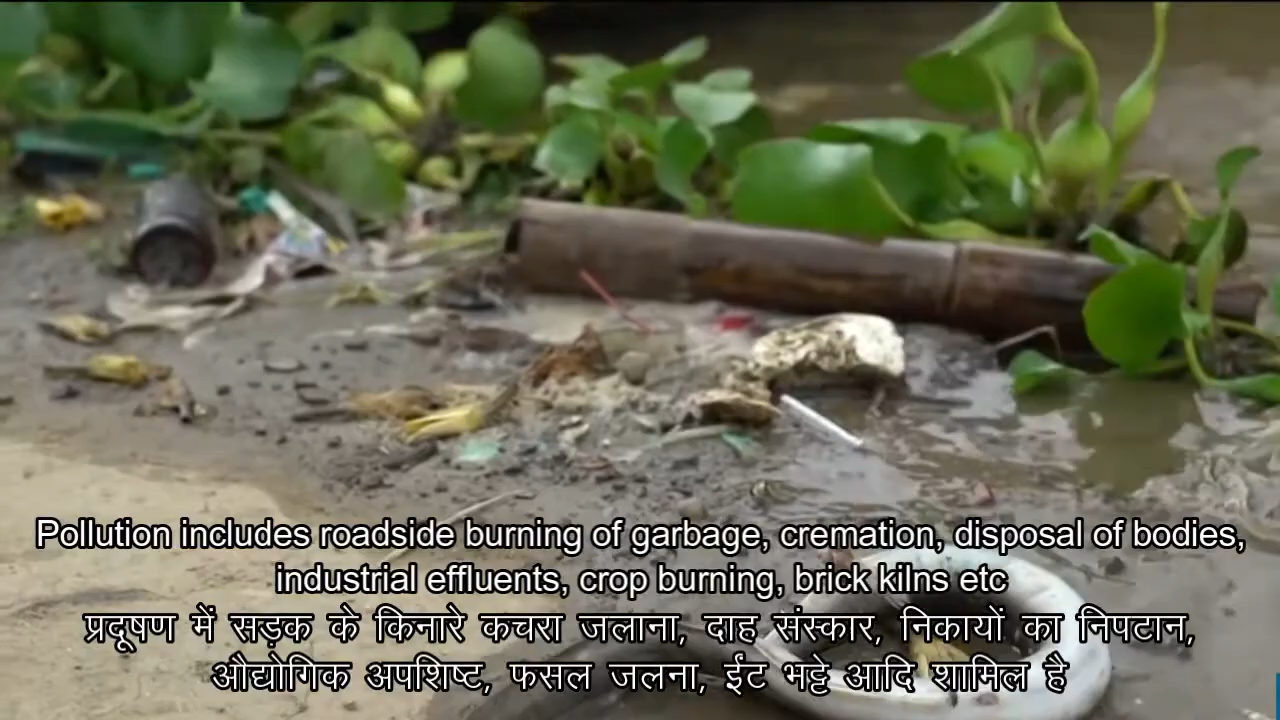 Pollution includes roadside burning of garbage, cremation, disposal of bodies,
industrial effluents, crop burning, brick kilns etc
प्रदूषण में सड़क के किनारे कचरा जलाना, दाह संस्कार, निकायों का निपटान,
औद्योगिक अपशिष्ट, फसल जलना, ईंट भट्टे आदि शामिल है